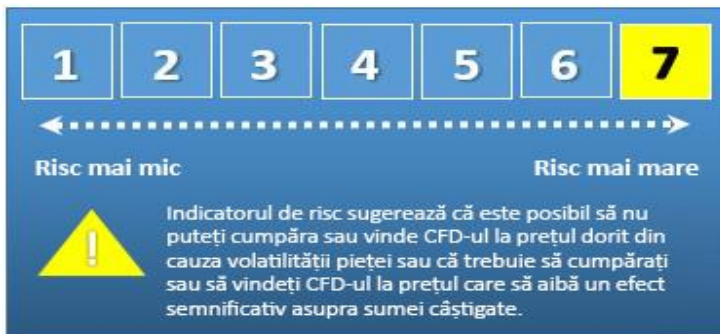 1 2 3 4 5 6 7
Risc mai mic Risc mai mare
!
Indicatorul de risc sugerează că este posibil să nu
puteți cumpăra sau vinde CFD-ul la prețul dorit din
cauza volatilității pieței sau că trebuie să cumpărați
sau să vindeți CFD-ul la prețul care să aibă un efect
semnificativ asupra sumei câștigate.